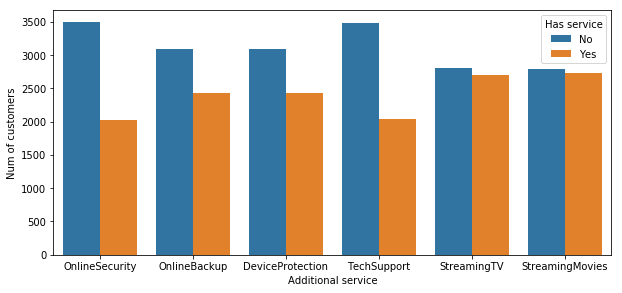 Num of customers
3500
3000
2500
2000
1500
1000
500
0
Has service
No
Yes
OnlineSecurity
OnlineBackup
DeviceProtection
TechSupport
StreamingTV
StreamingMovies
Additional service